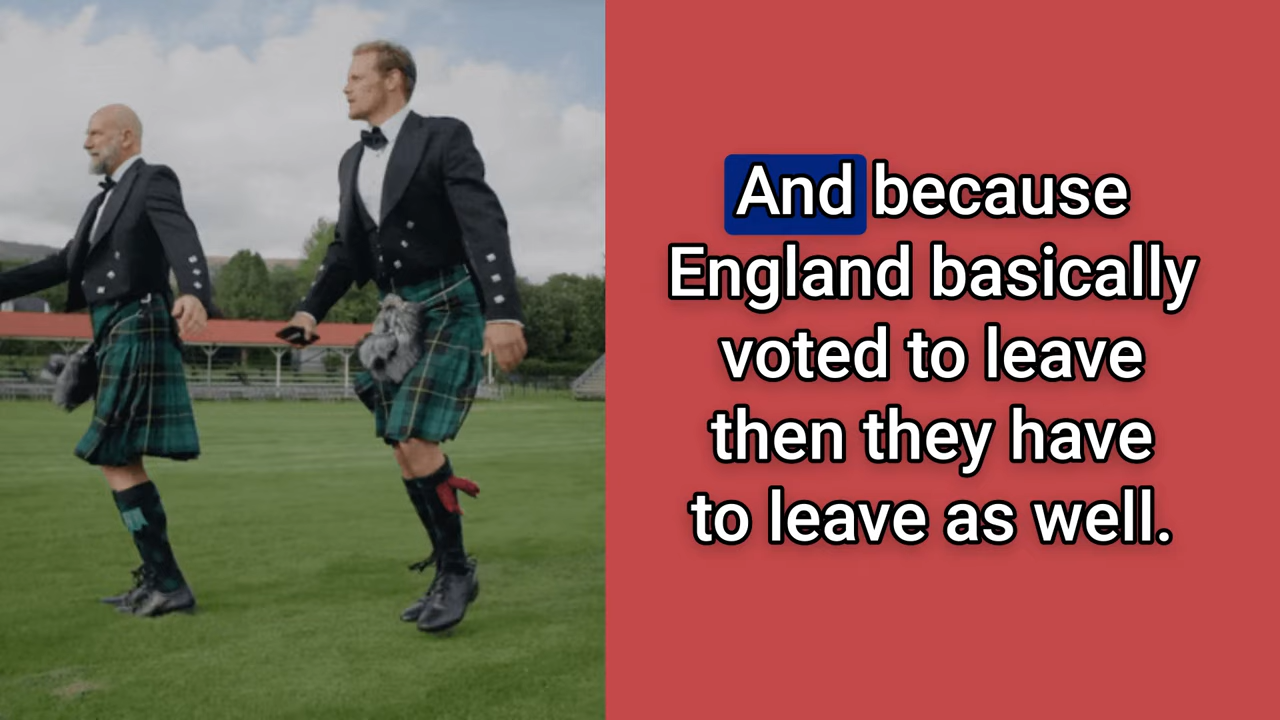 And because
England basically
voted to leave
then they have
to leave as well.